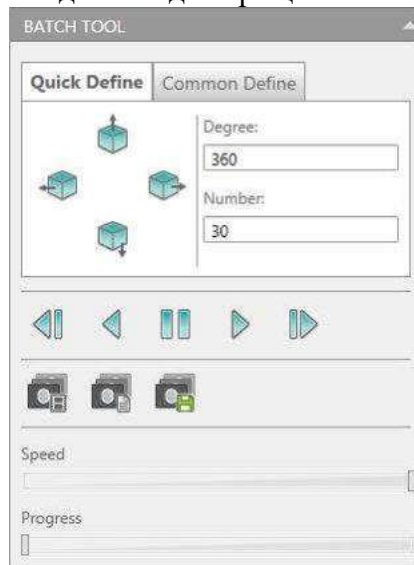 BATCH TOOL
Quick Define
Common Define
Degree:
360
Number:
30
Speed
Progress